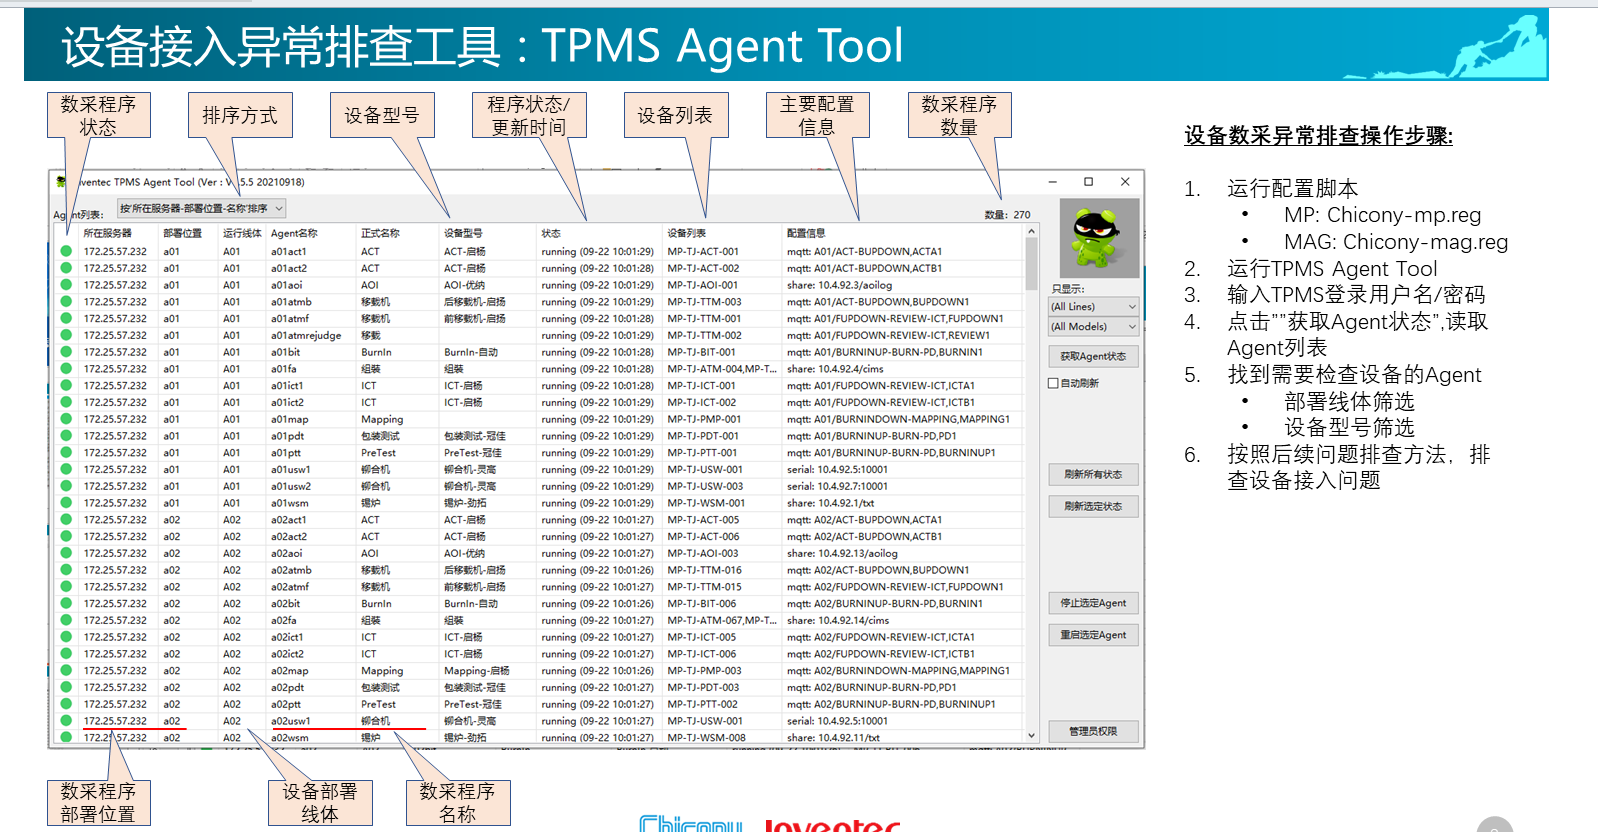 设备接入异常排查工具：TPMS Agent Tool
数采程序
状态
排序方式
设备型号
程序状态/
更新时间
设备列表
主要配置
信息
数采程序
数量
Inventec TPMS Agent Tool (Ver : V1.5.5 20210918)
Agent列表:
按'所在服务器-部署位置-名称'排序
数量: 270
所在服务器 部署位置 运行线体 Agent名称 正式名称 设备型号 状态 设备列表 配置信息
172.25.57.232 a01 A01 a01act1 ACT ACT-启杨 running (09-22 10:01:29) MP-TJ-ACT-001 mqtt: A01/ACT-BUPDOWN,ACTA1
172.25.57.232 a01 A01 a01act2 ACT ACT-启杨 running (09-22 10:01:28) MP-TJ-ACT-002 mqtt: A01/ACT-BUPDOWN,ACTB1
172.25.57.232 a01 A01 a01aoi AOI AOI-优纳 running (09-22 10:01:29) MP-TJ-AOI-001 share: 10.4.92.3/aoilog
172.25.57.232 a01 A01 a01atmb 移载机 后移载机-启扬 running (09-22 10:01:29) MP-TJ-TTM-003 mqtt: A01/ACT-BUPDOWN,BUPDOWN1
172.25.57.232 a01 A01 a01atmf 移载机 前移载机-启扬 running (09-22 10:01:28) MP-TJ-TTM-001 mqtt: A01/FUPDOWN-REVIEW-ICT,FUPDOWN1
172.25.57.232 a01 A01 a01atmrejudge 移载 running (09-22 10:01:29) MP-TJ-TTM-002 mqtt: A01/FUPDOWN-REVIEW-ICT,REVIEW1
172.25.57.232 a01 A01 a01bit BurnIn BurnIn-自动 running (09-22 10:01:28) MP-TJ-BIT-001 mqtt: A01/BURNINUP-BURN-PD,BURNIN1
172.25.57.232 a01 A01 a01fa 组装 组装 running (09-22 10:01:28) MP-TJ-ATM-004,MP-T... share: 10.4.92.4/cims
172.25.57.232 a01 A01 a01ict1 ICT ICT-启杨 running (09-22 10:01:28) MP-TJ-ICT-001 mqtt: A01/FUPDOWN-REVIEW-ICT,ICTA1
172.25.57.232 a01 A01 a01ict2 ICT ICT-启杨 running (09-22 10:01:29) MP-TJ-ICT-002 mqtt: A01/FUPDOWN-REVIEW-ICT,ICTB1
172.25.57.232 a01 A01 a01map Mapping running (09-22 10:01:29) MP-TJ-PMP-001 mqtt: A01/BURNINDOWN-MAPPING,MAPPING1
172.25.57.232 a01 A01 a01pdt 包装测试 包装测试-冠佳 running (09-22 10:01:29) MP-TJ-PDT-001 mqtt: A01/BURNINUP-BURN-PD,PD1
172.25.57.232 a01 A01 a01ptt PreTest PreTest-冠佳 running (09-22 10:01:29) MP-TJ-PTT-001 mqtt: A01/BURNINUP-BURN-PD,BURNINUP1
172.25.57.232 a01 A01 a01usw1 铆合机 铆合机-灵高 running (09-22 10:01:29) MP-TJ-USW-001 serial: 10.4.92.5:10001
172.25.57.232 a01 A01 a01usw2 铆合机 铆合机-灵高 running (09-22 10:01:29) MP-TJ-USW-003 serial: 10.4.92.7:10001
172.25.57.232 a01 A01 a01wsm 锡炉 锡炉-劲拓 running (09-22 10:01:29) MP-TJ-WSM-001 share: 10.4.92.1/txt
172.25.57.232 a02 A02 a02act1 ACT ACT-启杨 running (09-22 10:01:27) MP-TJ-ACT-005 mqtt: A02/ACT-BUPDOWN,ACTA1
172.25.57.232 a02 A02 a02act2 ACT ACT-启杨 running (09-22 10:01:27) MP-TJ-ACT-006 mqtt: A02/ACT-BUPDOWN,ACTB1
172.25.57.232 a02 A02 a02aoi AOI AOI-优纳 running (09-22 10:01:27) MP-TJ-AOI-003 share: 10.4.92.13/aoilog
172.25.57.232 a02 A02 a02atmb 移载机 后移载机-启扬 running (09-22 10:01:26) MP-TJ-TTM-016 mqtt: A02/ACT-BUPDOWN,BUPDOWN1
172.25.57.232 a02 A02 a02atmf 移载机 前移载机-启扬 running (09-22 10:01:27) MP-TJ-TTM-015 mqtt: A02/FUPDOWN-REVIEW-ICT,FUPDOWN1
172.25.57.232 a02 A02 a02bit BurnIn BurnIn-自动 running (09-22 10:01:26) MP-TJ-BIT-006 mqtt: A02/BURNINUP-BURN-PD,BURNIN1
172.25.57.232 a02 A02 a02fa 组装 组装 running (09-22 10:01:27) MP-TJ-ATM-067,MP-T... share: 10.4.92.14/cims
172.25.57.232 a02 A02 a02ict1 ICT ICT-启杨 running (09-22 10:01:27) MP-TJ-ICT-005 mqtt: A02/FUPDOWN-REVIEW-ICT,ICTA1
172.25.57.232 a02 A02 a02ict2 ICT ICT-启杨 running (09-22 10:01:27) MP-TJ-ICT-006 mqtt: A02/FUPDOWN-REVIEW-ICT,ICTB1
172.25.57.232 a02 A02 a02map Mapping Mapping-启杨 running (09-22 10:01:26) MP-TJ-PMP-003 mqtt: A02/BURNINDOWN-MAPPING,MAPPING1
172.25.57.232 a02 A02 a02pdt 包装测试 包装测试-冠佳 running (09-22 10:01:27) MP-TJ-PDT-003 mqtt: A02/BURNINUP-BURN-PD,PD1
172.25.57.232 a02 A02 a02ptt PreTest PreTest-冠佳 running (09-22 10:01:27) MP-TJ-PTT-002 mqtt: A02/BURNINUP-BURN-PD,BURNINUP1
172.25.57.232 a02 A02 a02usw1 铆合机 铆合机-灵高 running (09-22 10:01:27) MP-TJ-USW-001 serial: 10.4.92.5:10001
172.25.57.232 a02 A02 a02wsm 锡炉 锡炉-劲拓 running (09-22 10:01:27) MP-TJ-WSM-008 share: 10.4.92.11/txt
只显示:
(All Lines)
(All Models)
获取Agent状态
自动刷新
刷新所有状态
刷新选定状态
停止选定Agent
重启选定Agent
管理员权限
数采程序
部署位置
设备部署
线体
数采程序
名称
设备数采异常排查操作步骤:
1. 运行配置脚本
• MP: Chicony-mp.reg
• MAG: Chicony-mag.reg
2. 运行TPMS Agent Tool
3. 输入TPMS登录用户名/密码
4. 点击””获取Agent状态”,读取
Agent列表
5. 找到需要检查设备的Agent
• 部署线体筛选
• 设备型号筛选
6. 按照后续问题排查方法，排
查设备接入问题
Chicony Inventec